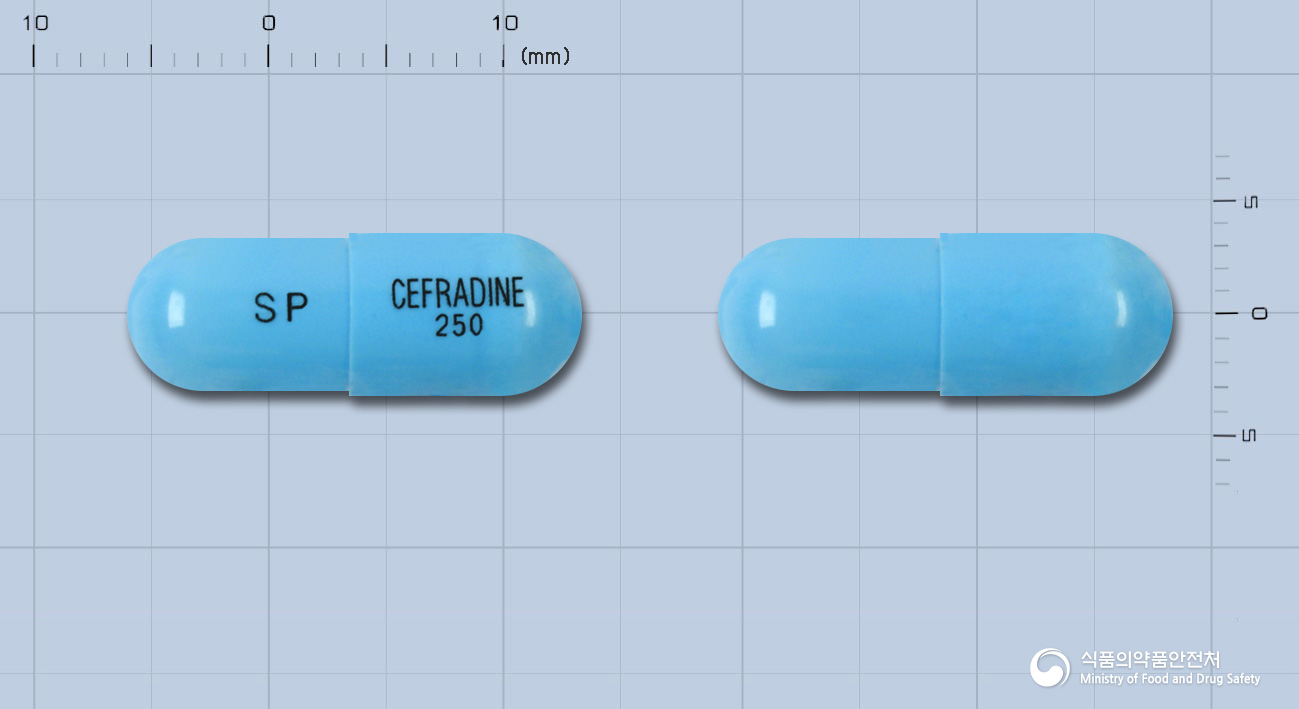 10 0 10
(mm)
SP
CEFRADINE
250
5
0
5
식품의약품안전처
Ministry of Food and Drug Safety